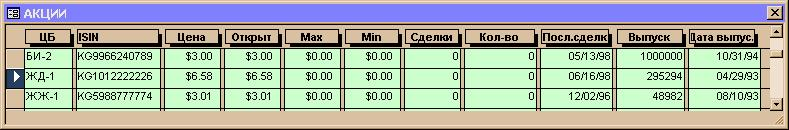 АКЦИИ
ЦБ ISIN Цена Открыт Max Min Сделки Кол-во Посл.сделк Выпуск Дата выпус.
БИ-2 KG9966240789 $3.00 $3.00 $0.00 $0.00 0 0 05/13/98 1000000 10/31/94
ЖД-1 KG1012222226 $6.58 $6.58 $0.00 $0.00 0 0 06/16/98 295294 04/29/93
ЖЖ-1 KG5988777774 $3.01 $3.01 $0.00 $0.00 0 0 12/02/96 48982 08/10/93